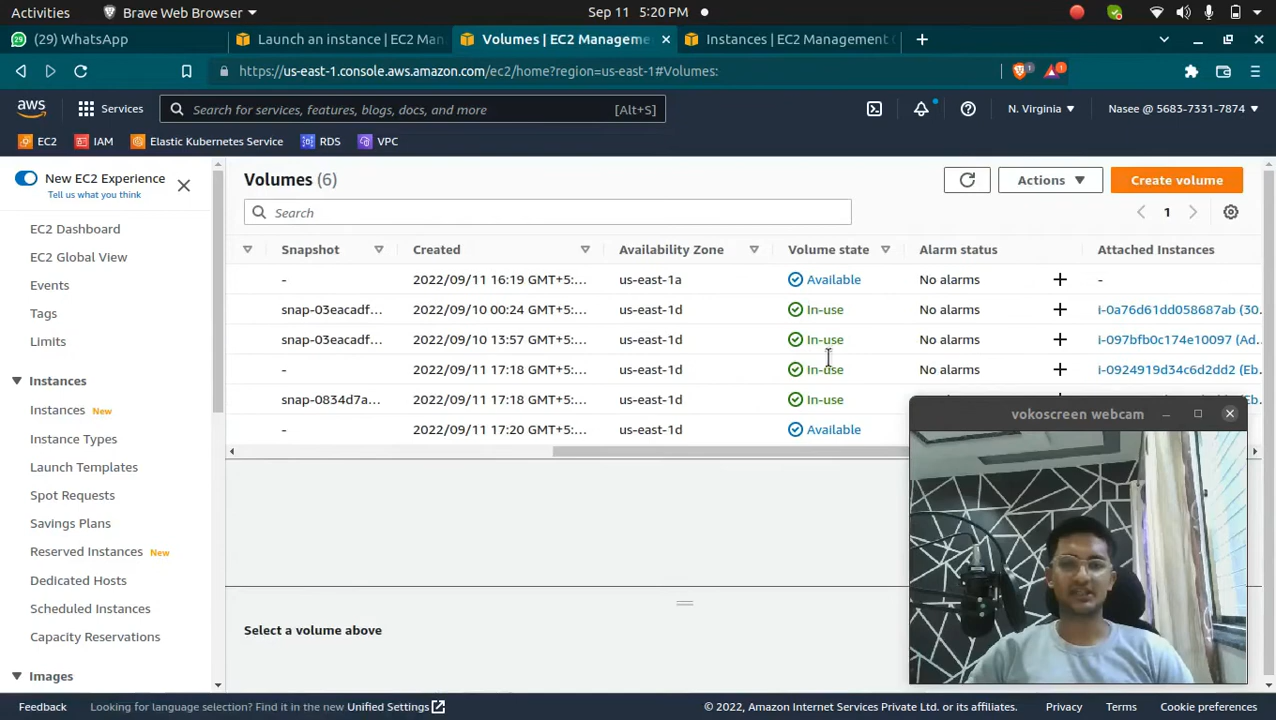 Activities Brave Web Browser Sep 11 5:20 PM
(29) WhatsApp Launch an instance | EC2 Man Volumes | EC2 Manageme Instances | EC2 Management C
https://us-east-1.console.aws.amazon.com/ec2/home?region=us-east-1#Volumes: 1 1
aws Services Search for services, features, blogs, docs, and more [Alt+S] N. Virginia Nasee @ 5683-7331-7874
EC2 IAM Elastic Kubernetes Service RDS VPC
New EC2 Experience
Tell us what you think
EC2 Dashboard
EC2 Global View
Events
Tags
Limits
Instances
Instances New
Instance Types
Launch Templates
Spot Requests
Savings Plans
Reserved Instances New
Dedicated Hosts
Scheduled Instances
Capacity Reservations
Images
Volumes (6) Actions Create volume
Search 1
Snapshot Created Availability Zone Volume state Alarm status Attached Instances
- 2022/09/11 16:19 GMT+5:... us-east-1a Available No alarms + -
snap-03eacadf... 2022/09/10 00:24 GMT+5:... us-east-1d In-use No alarms + i-0a76d61dd058687ab (30...
snap-03eacadf... 2022/09/10 13:57 GMT+5:... us-east-1d In-use No alarms + i-097bfb0c174e10097 (Ad...
- 2022/09/11 17:18 GMT+5:... us-east-1d In-use No alarms + i-0924919d34c6d2dd2 (Eb...
snap-0834d7a... 2022/09/11 17:18 GMT+5:... us-east-1d In-use
- 2022/09/11 17:20 GMT+5:... us-east-1d Available
vokoscreen webcam
Select a volume above
Feedback Looking for language selection? Find it in the new Unified Settings © 2022, Amazon Internet Services Private Ltd. or its affiliates. Privacy Terms Cookie preferences